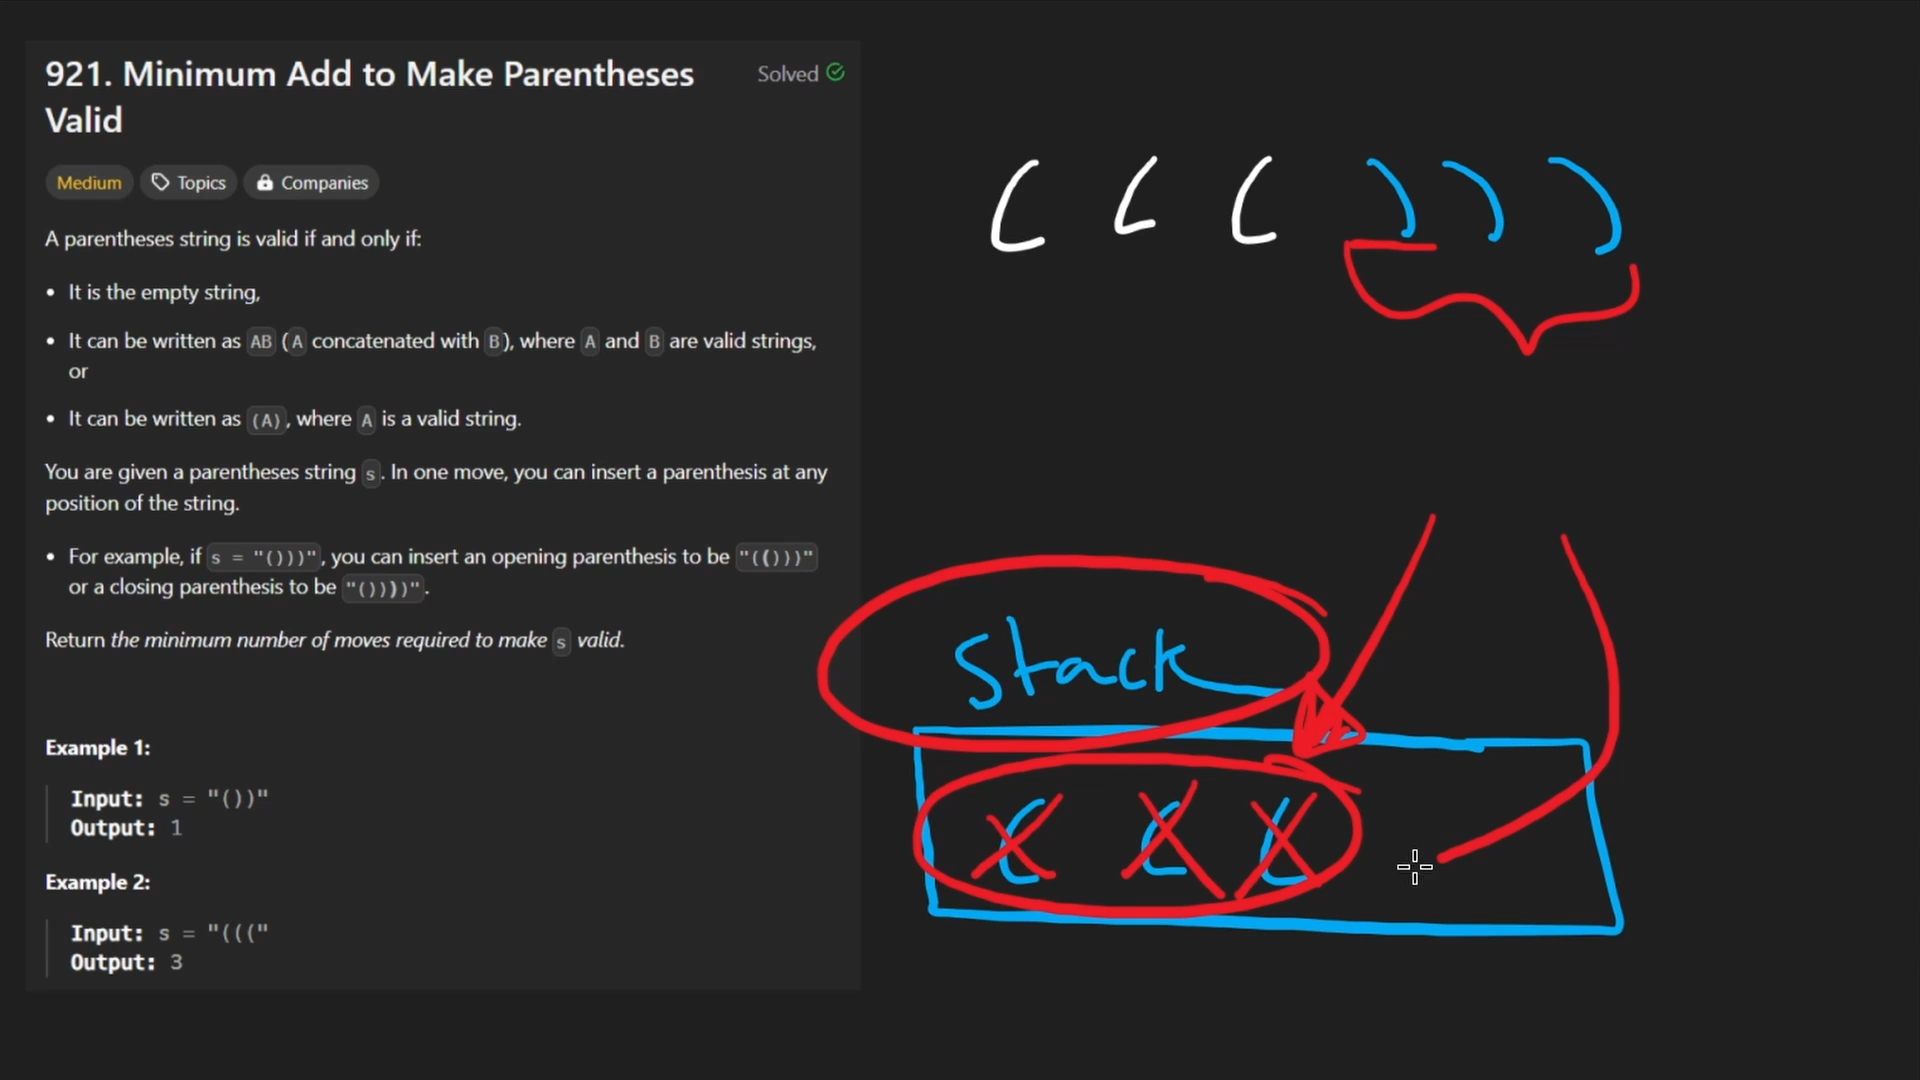 921. Minimum Add to Make Parentheses
Valid
Solved
Medium Topics Companies
A parentheses string is valid if and only if:
• It is the empty string,
• It can be written as AB (A concatenated with B), where A and B are valid strings,
or
• It can be written as (A), where A is a valid string.
You are given a parentheses string s. In one move, you can insert a parenthesis at any
position of the string.
• For example, if s = "()))", you can insert an opening parenthesis to be "(()))"
or a closing parenthesis to be "())))".
Return the minimum number of moves required to make s valid.
Example 1:
Input: s = "())"
Output: 1
Example 2:
Input: s = "((("
Output: 3
( ( ( ) ) )
Stack
( ( (